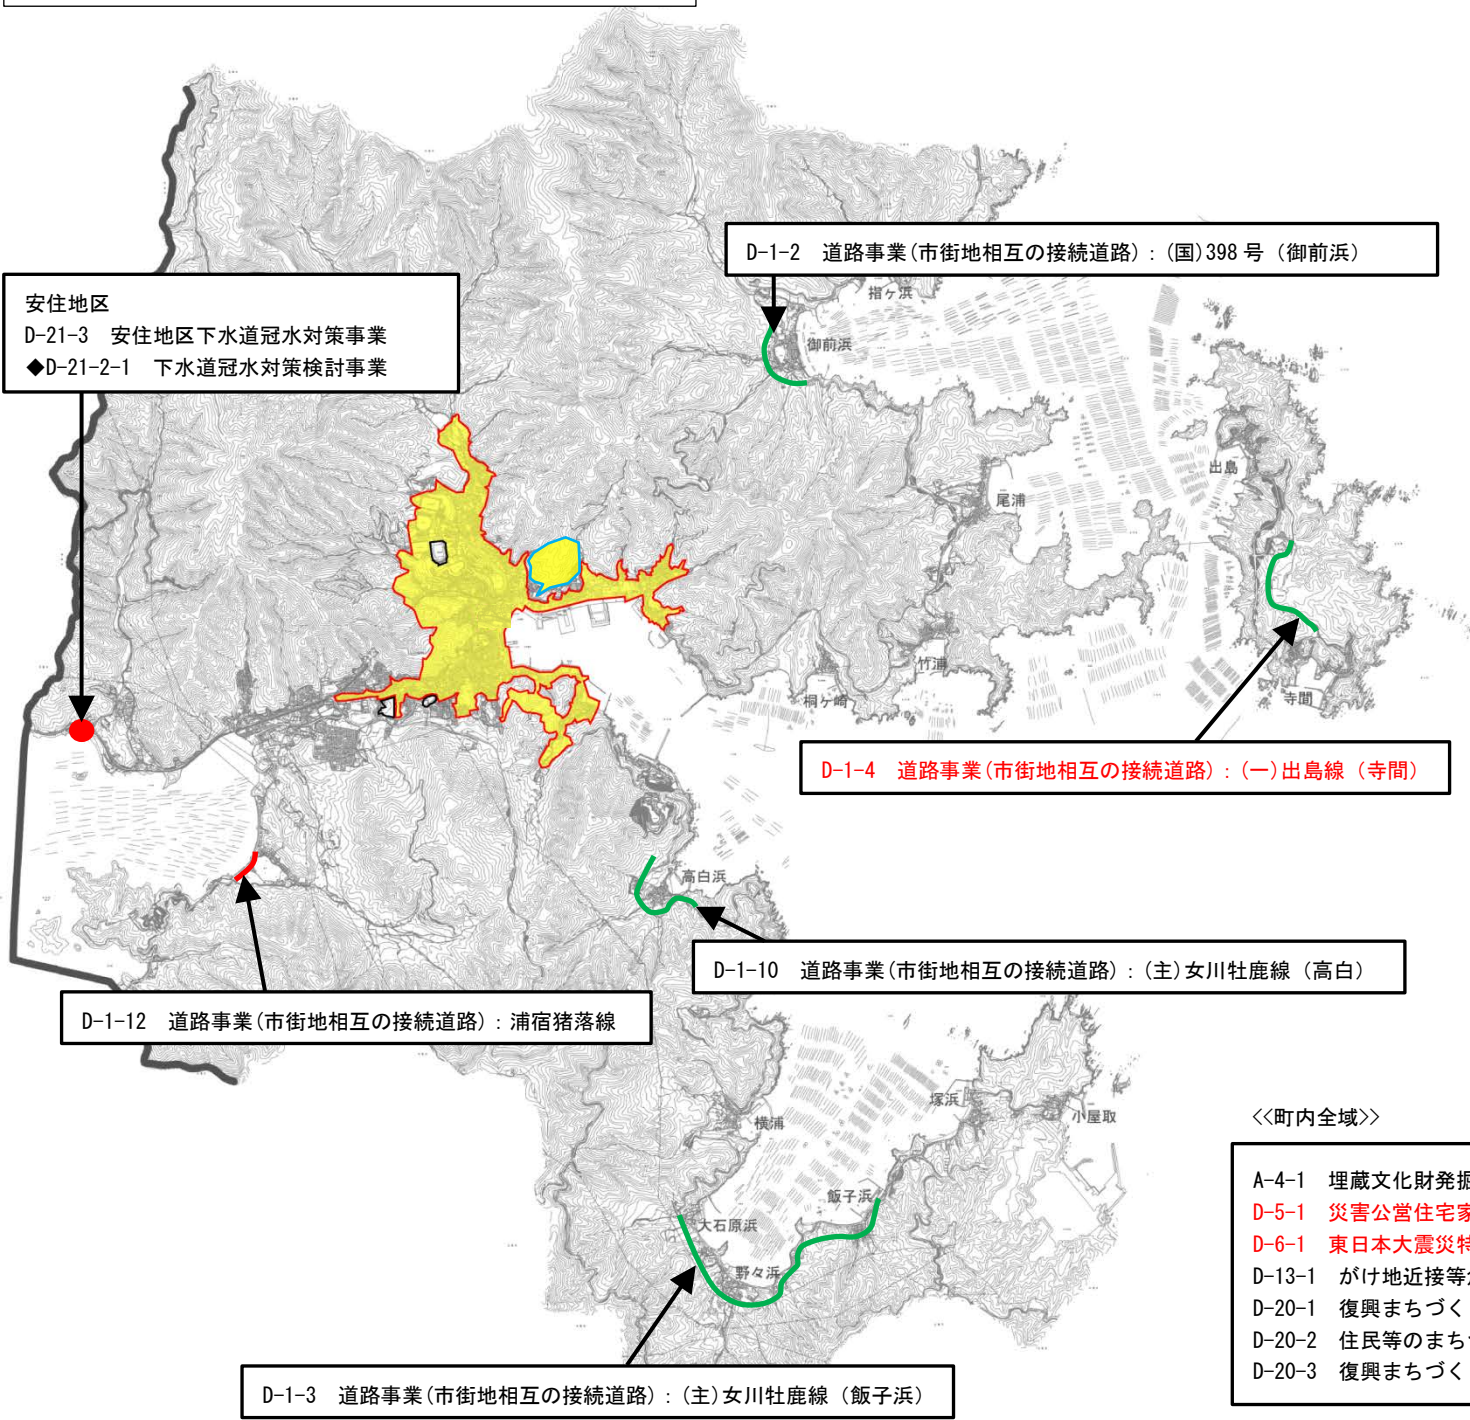 D-1-2　道路事業(市街地相互の接続道路)：(国)398号（御前浜）
指ヶ浜
御前浜
安住地区
D-21-3　安住地区下水道冠水対策事業
◆D-21-2-1　下水道冠水対策検討事業
出島
尾浦
竹浦
桐ヶ崎
寺間
D-1-4　道路事業(市街地相互の接続道路)：(一)出島線（寺間）
高白浜
D-1-10　道路事業(市街地相互の接続道路)：(主)女川牡鹿線（高白）
D-1-12　道路事業(市街地相互の接続道路)：浦宿猪落線
塚浜
小屋取
横浦
飯子浜
大石原浜
野々浜
D-1-3　道路事業(市街地相互の接続道路)：(主)女川牡鹿線（飯子浜）
<<町内全域>>
A-4-1　埋蔵文化財発掘
D-5-1　災害公営住宅家
D-6-1　東日本大震災特
D-13-1　がけ地近接等
D-20-1　復興まちづく
D-20-2　住民等のまち
D-20-3　復興まちづく